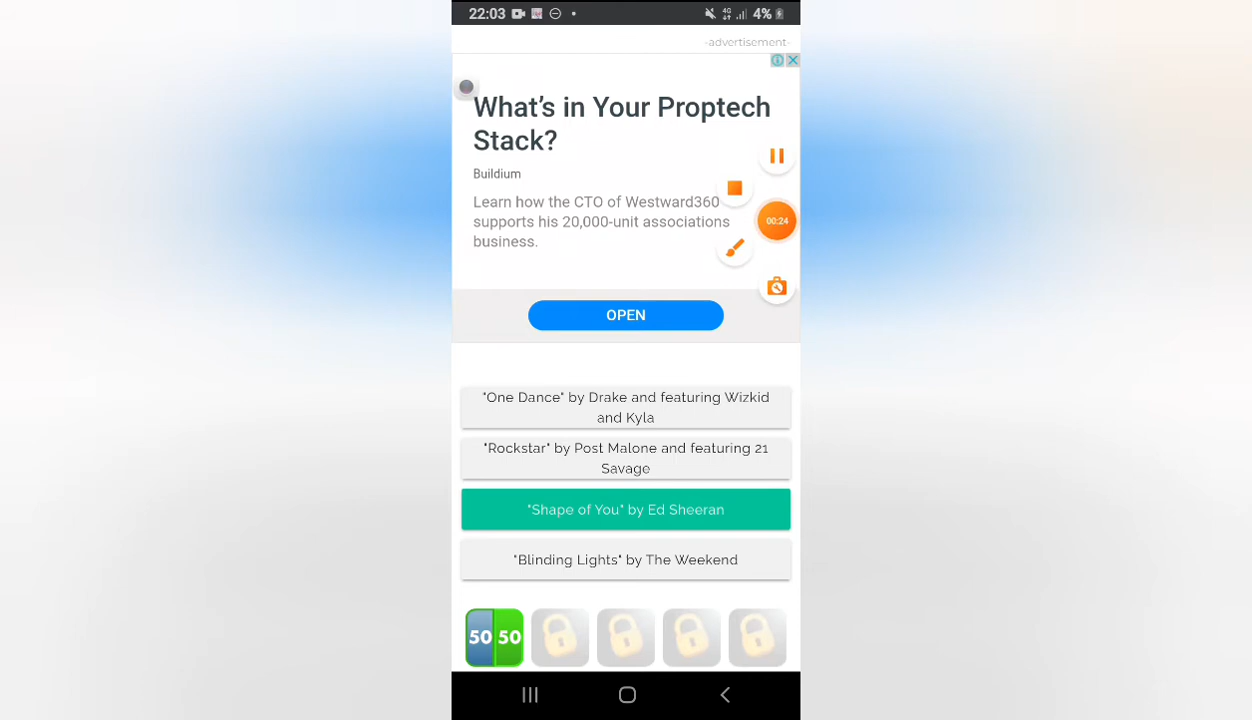 22:03
4G
4%
-advertisement-
What's in Your Proptech
Stack?
Buildium
Learn how the CTO of Westward360
supports his 20,000-unit associations
business.
00:24
OPEN
"One Dance" by Drake and featuring Wizkid
and Kyla
"Rockstar" by Post Malone and featuring 21
Savage
"Shape of You" by Ed Sheeran
"Blinding Lights" by The Weekend
50 50